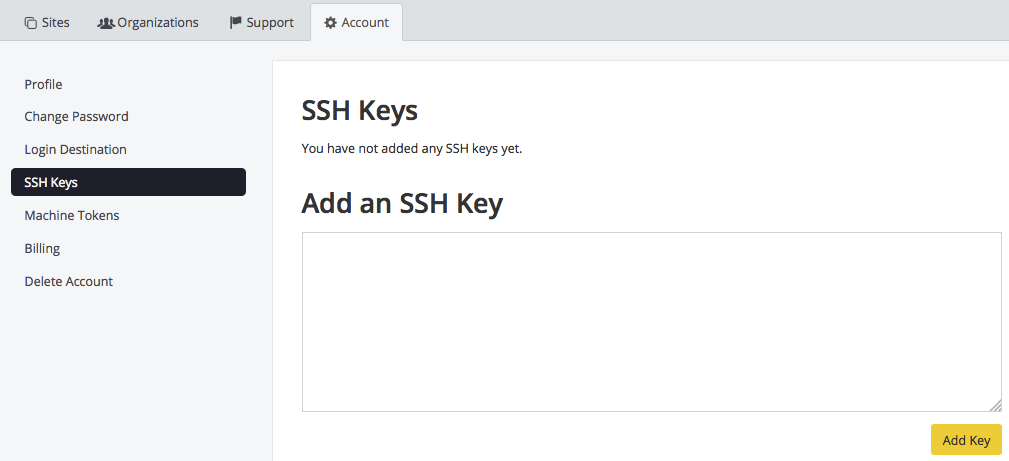 Sites Organizations Support Account
Profile
Change Password
Login Destination
SSH Keys
Machine Tokens
Billing
Delete Account
SSH Keys
You have not added any SSH keys yet.
Add an SSH Key
Add Key